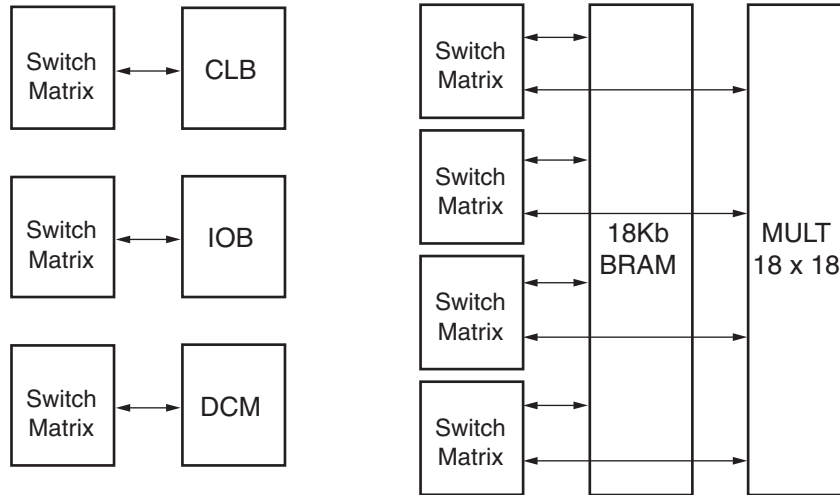 Switch
Matrix
CLB
Switch
Matrix
IOB
Switch
Matrix
DCM
Switch
Matrix
Switch
Matrix
Switch
Matrix
Switch
Matrix
18Kb
BRAM
MULT
18 x 18